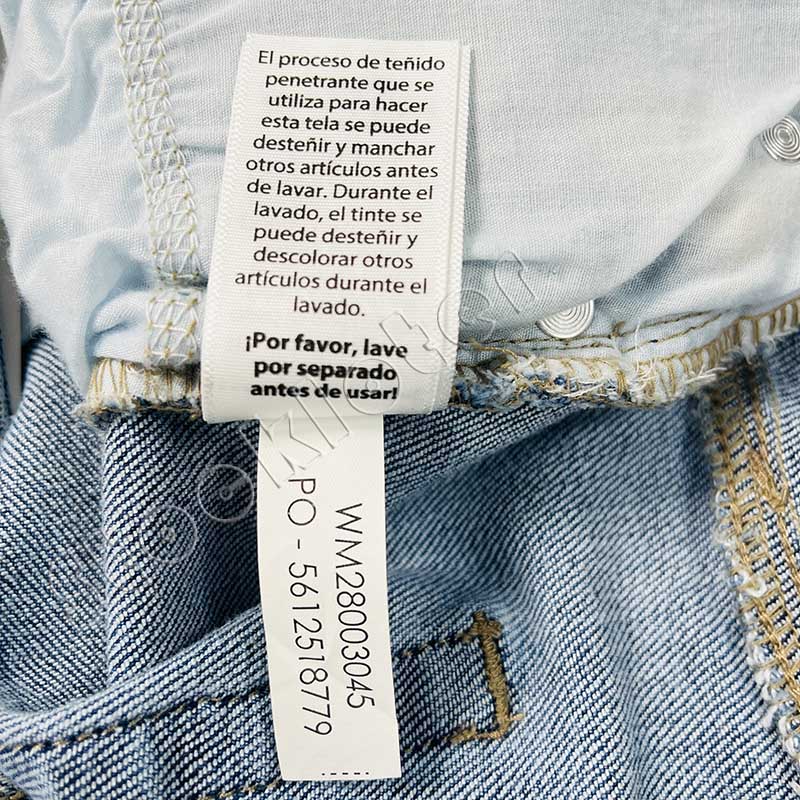 El proceso de teñido
penetrante que se
utiliza para hacer
esta tela se puede
desteñir y manchar
otros artículos antes
de lavar. Durante el
lavado, el tinte se
puede desteñir y
descolorar otros
artículos durante el
lavado.
¡Por favor, lave
por separado
antes de usar!
WM28003045
PO - 5612518779